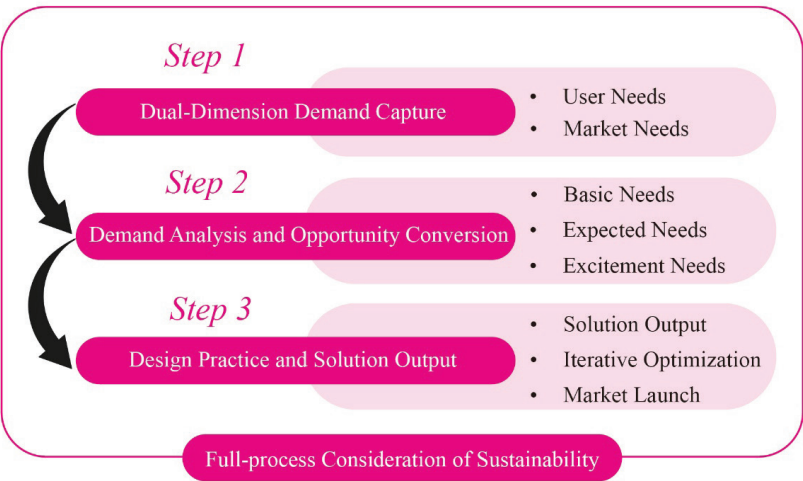 Step 1
Dual-Dimension Demand Capture
• User Needs
• Market Needs
Step 2
Demand Analysis and Opportunity Conversion
• Basic Needs
• Expected Needs
• Excitement Needs
Step 3
Design Practice and Solution Output
• Solution Output
• Iterative Optimization
• Market Launch
Full-process Consideration of Sustainability